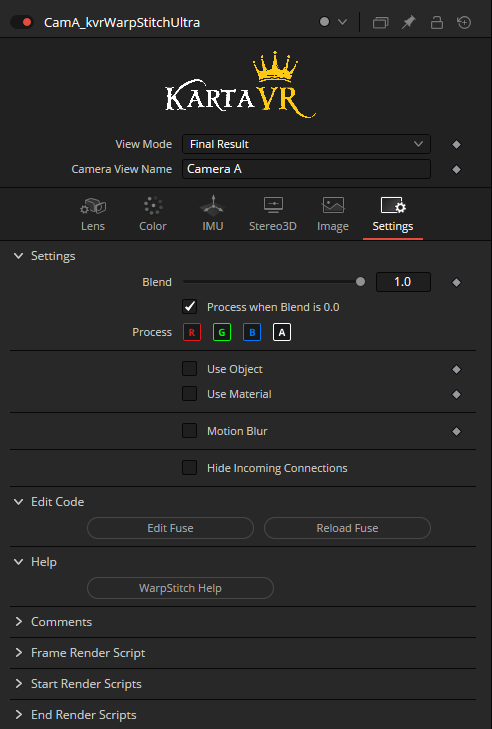 CamA_kvrWarpStitchUltra
KARTAVR
View Mode Final Result
Camera View Name Camera A
Lens Color IMU Stereo3D Image Settings
Settings
Blend 1.0
Process when Blend is 0.0
Process R G B A
Use Object
Use Material
Motion Blur
Hide Incoming Connections
Edit Code
Edit Fuse Reload Fuse
Help
WarpStitch Help
Comments
Frame Render Script
Start Render Scripts
End Render Scripts